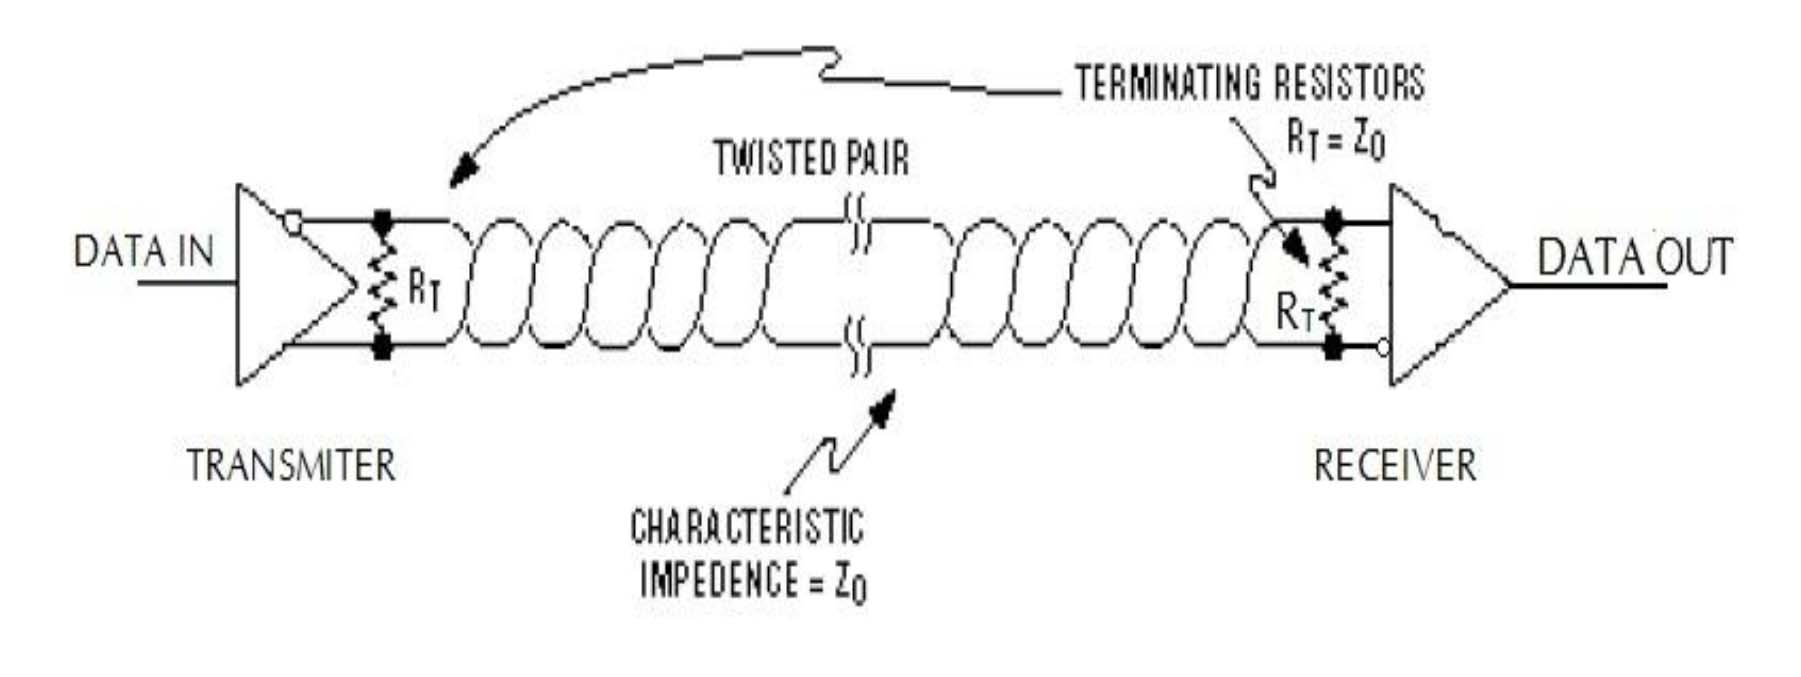 TERMINATING RESISTORS
RT = Z0
TWISTED PAIR
DATA IN
DATA OUT
RT
RT
TRANSMITER
RECEIVER
CHARACTERISTIC
IMPEDENCE = Z0